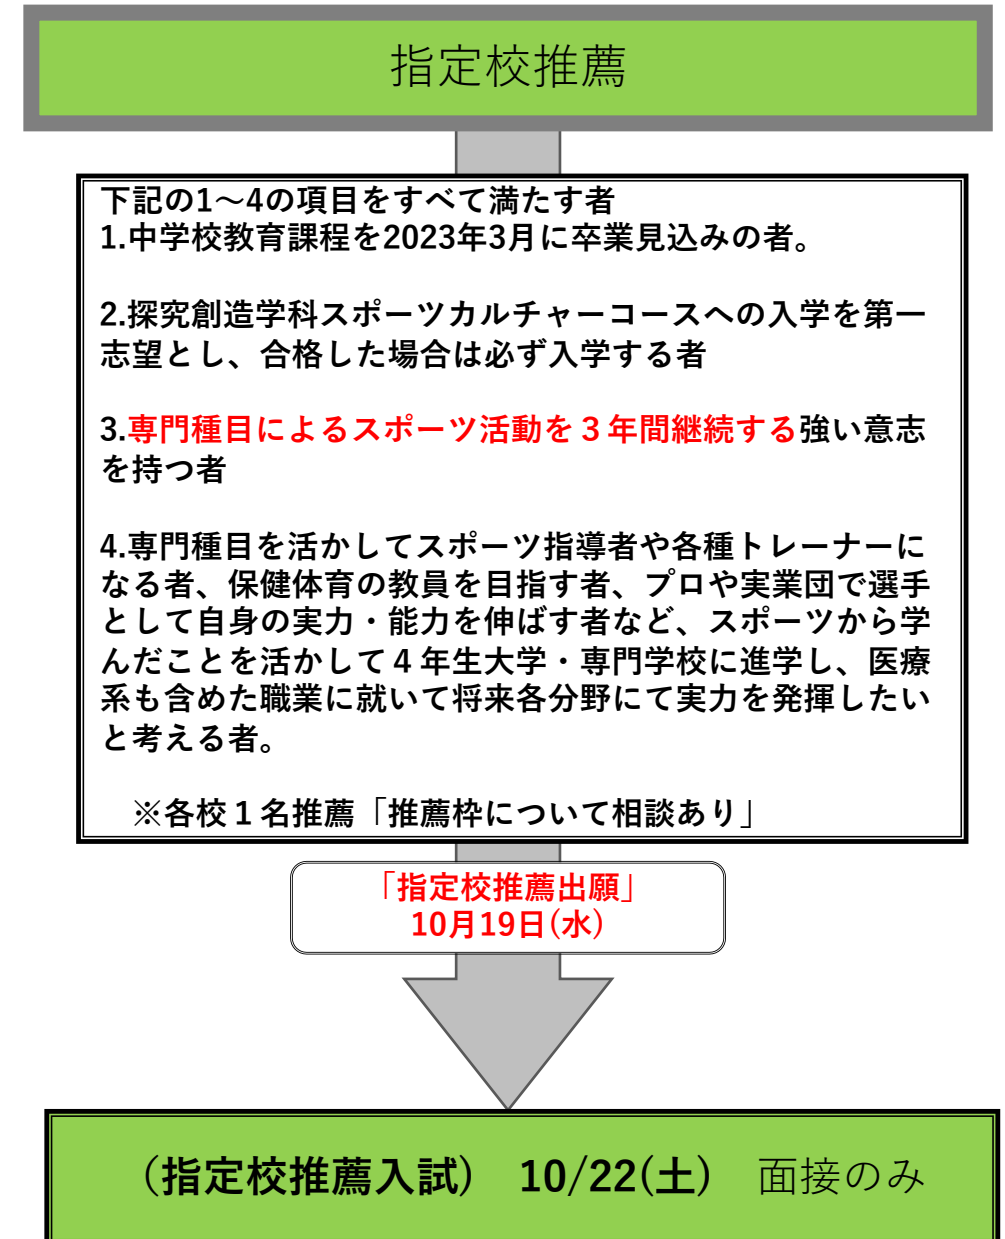 指定校推薦
下記の1～4の項目をすべて満たす者
1.中学校教育課程を2023年3月に卒業見込みの者。
2.探究創造学科スポーツカルチャーコースへの入学を第一
志望とし、合格した場合は必ず入学する者
3.専門種目によるスポーツ活動を３年間継続する強い意志
を持つ者
4.専門種目を活かしてスポーツ指導者や各種トレーナーに
なる者、保健体育の教員を目指す者、プロや実業団で選手
として自身の実力・能力を伸ばす者など、スポーツから学
んだことを活かして４年生大学・専門学校に進学し、医療
系も含めた職業に就いて将来各分野にて実力を発揮したい
と考える者。
※各校１名推薦「推薦枠について相談あり」
「指定校推薦出願」
10月19日(水)
(指定校推薦入試)　10/22(土)　面接のみ